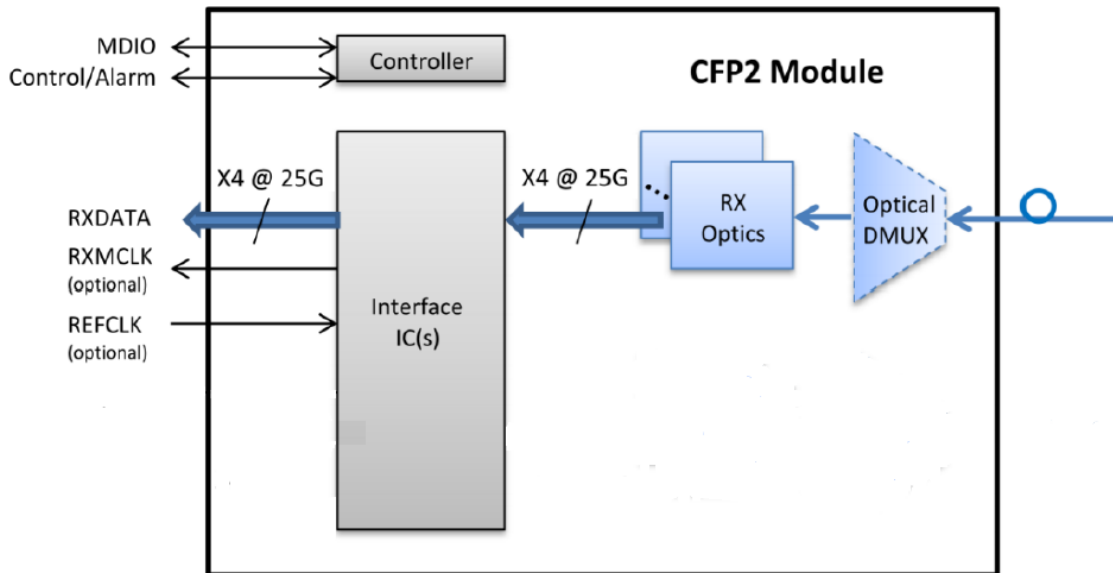 MDIO
Control/Alarm
Controller
CFP2 Module
X4 @ 25G
X4 @ 25G
RXDATA
RXMCLK
(optional)
REFCLK
(optional)
Interface
IC(s)
RX
Optics
Optical
DMUX